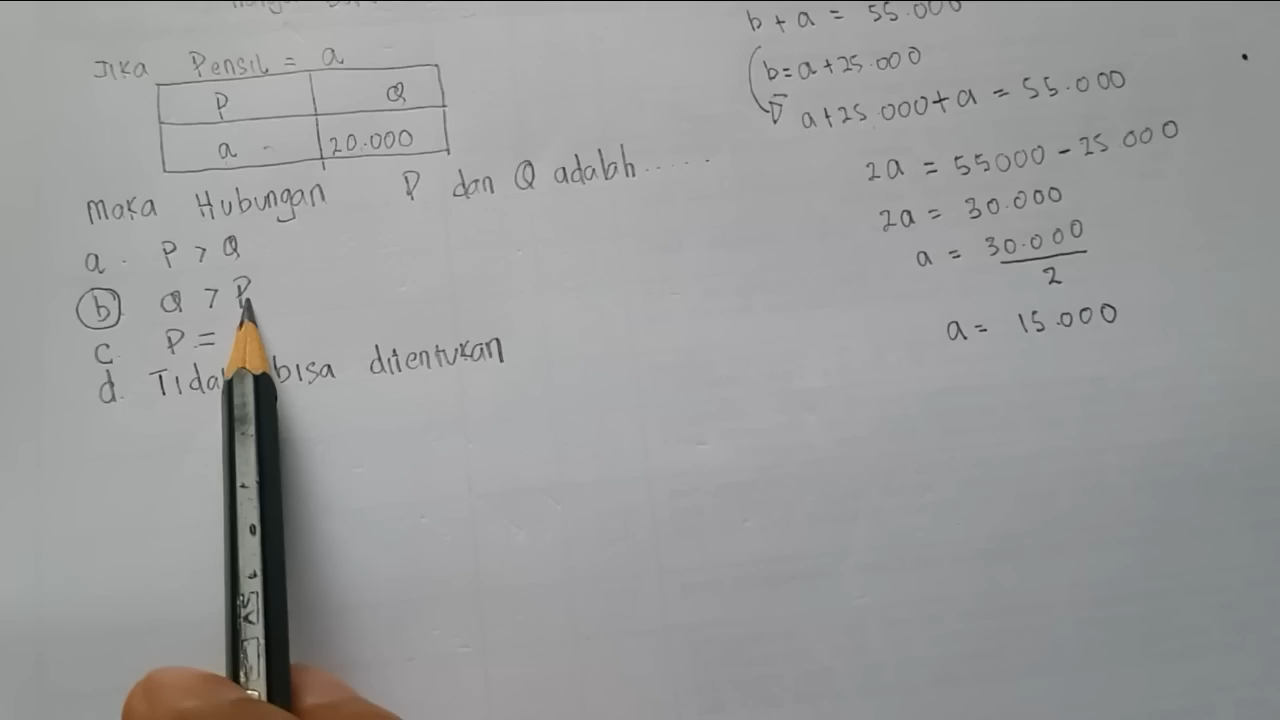 Jika Pensil = a
P Q
a 20.000
maka Hubungan P dan Q adalah.....
a. P > Q
b. Q > P
c. P =
d. Tidak bisa ditentukan
b + a = 55.000
b = a + 25.000
a + 25.000 + a = 55.000
2a = 55000 - 25 000
2a = 30.000
a = 30.000
2
a = 15.000